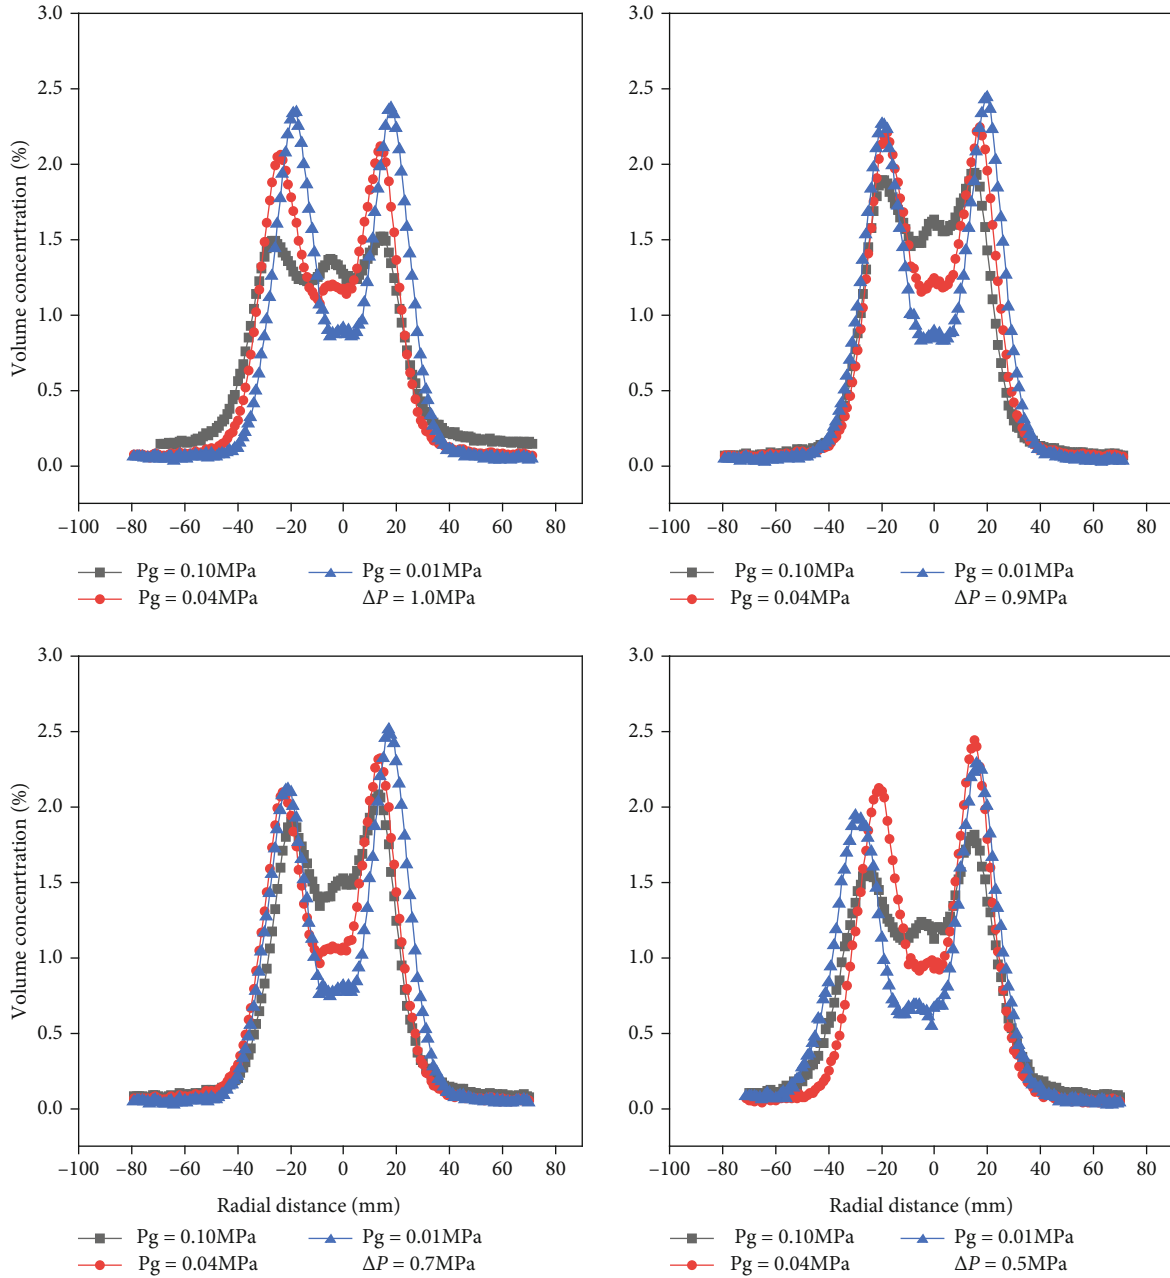 3.0
2.5
2.0
1.5
1.0
0.5
0.0
Volume concenrtration (%)
−100 −80 −60 −40 −20 0 20 40 60 80
Pg = 0.10MPa Pg = 0.01MPa
Pg = 0.04MPa ΔP = 1.0MPa
3.0
2.5
2.0
1.5
1.0
0.5
0.0
−100 −80 −60 −40 −20 0 20 40 60 80
Pg = 0.10MPa Pg = 0.01MPa
Pg = 0.04MPa ΔP = 0.9MPa
3.0
2.5
2.0
1.5
1.0
0.5
0.0
Volume concenrtration (%)
−100 −80 −60 −40 −20 0 20 40 60 80
Radial distance (mm)
Pg = 0.10MPa Pg = 0.01MPa
Pg = 0.04MPa ΔP = 0.7MPa
3.0
2.5
2.0
1.5
1.0
0.5
0.0
−100 −80 −60 −40 −20 0 20 40 60 80
Radial distance (mm)
Pg = 0.10MPa Pg = 0.01MPa
Pg = 0.04MPa ΔP = 0.5MPa